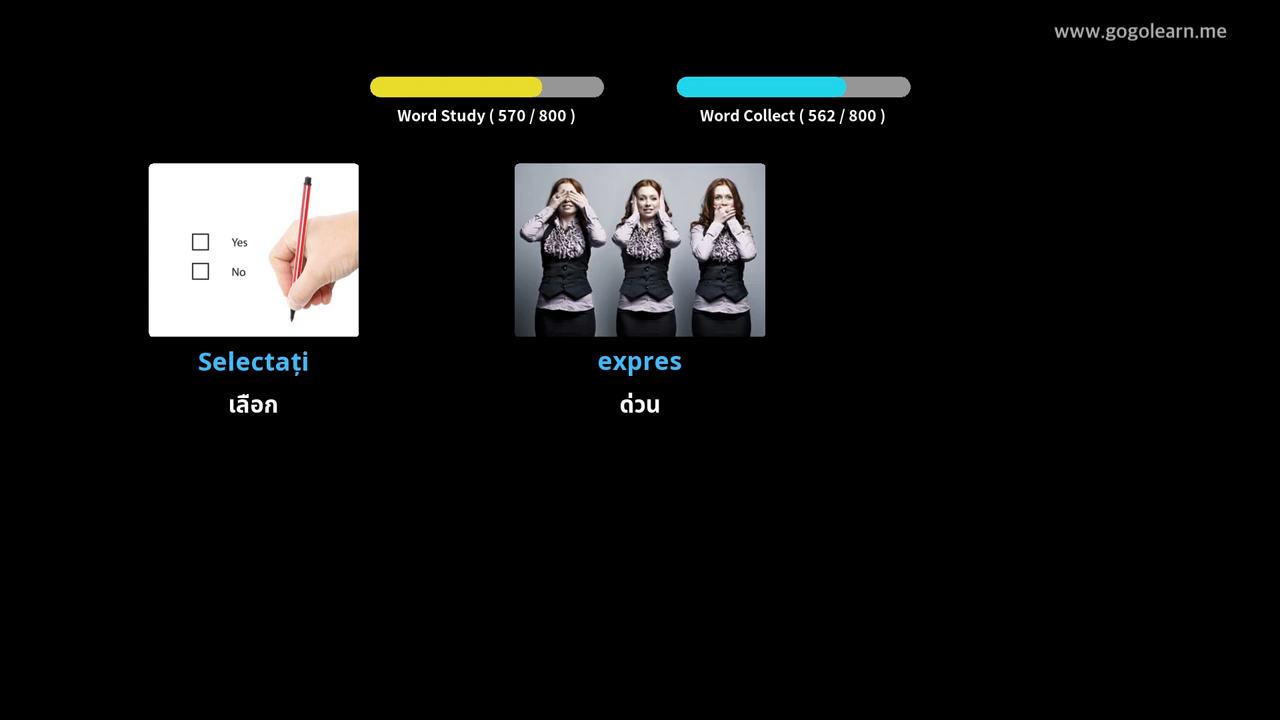 www.gogolearn.me
Word Study ( 570 / 800 )
Word Collect ( 562 / 800 )
Yes
No
Selectați
เลือก
expres
ด่วน